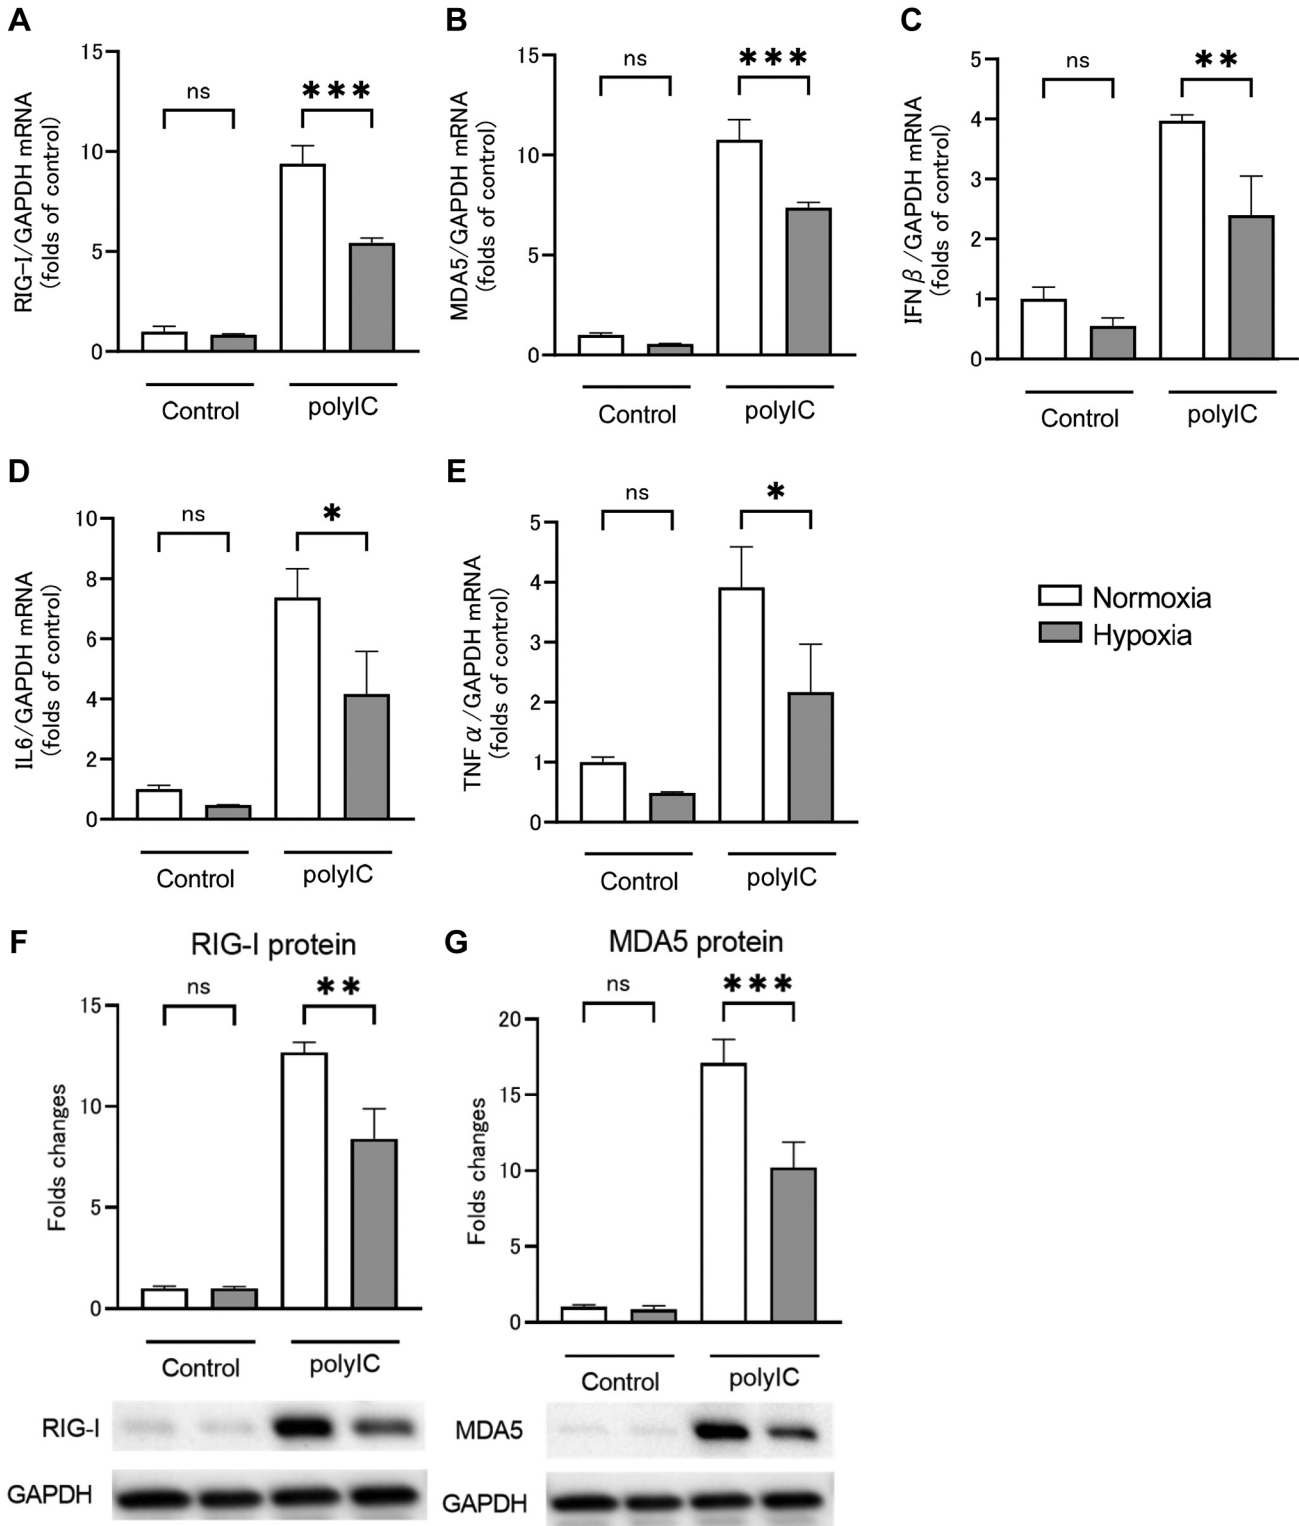 A
RIG-I/GAPDH mRNA
(folds of control)
15
10
5
0
ns
***
Control
polyIC
B
MDA5/GAPDH mRNA
(folds of control)
15
10
5
0
ns
***
Control
polyIC
C
IFNβ/GAPDH mRNA
(folds of control)
5
4
3
2
1
0
ns
**
Control
polyIC
D
IL6/GAPDH mRNA
(folds of control)
10
8
6
4
2
0
ns
*
Control
polyIC
E
TNFα/GAPDH mRNA
(folds of control)
5
4
3
2
1
0
ns
*
Control
polyIC
Normoxia
Hypoxia
F
RIG-I protein
Folds changes
15
10
5
0
ns
**
Control
polyIC
RIG-I
GAPDH
G
MDA5 protein
Folds changes
20
15
10
5
0
ns
***
Control
polyIC
MDA5
GAPDH